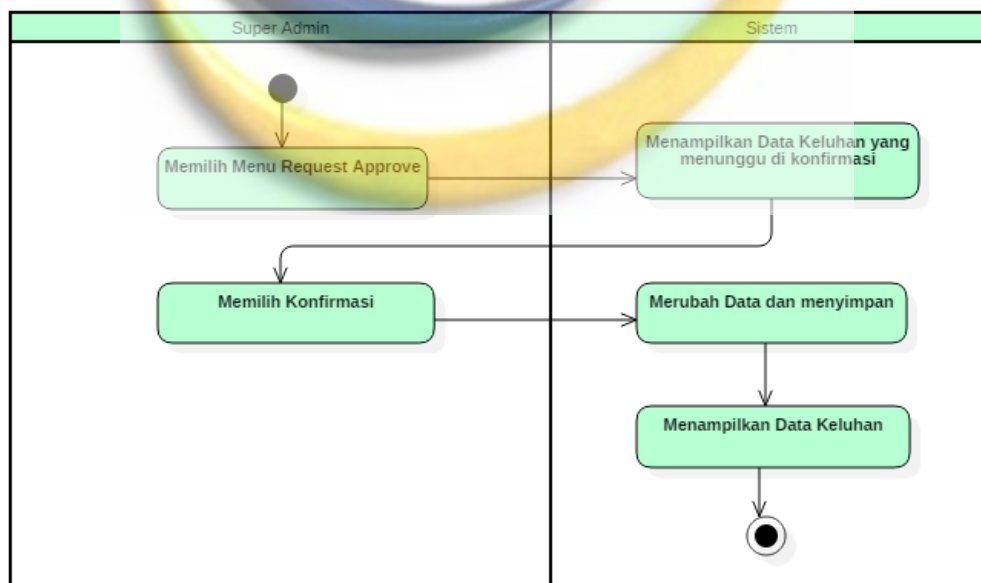 Super Admin
Sistem
Memilih Menu Request Approve
Menampilkan Data Keluhan yang
menunggu di konfirmasi
Memilih Konfirmasi
Merubah Data dan menyimpan
Menampilkan Data Keluhan